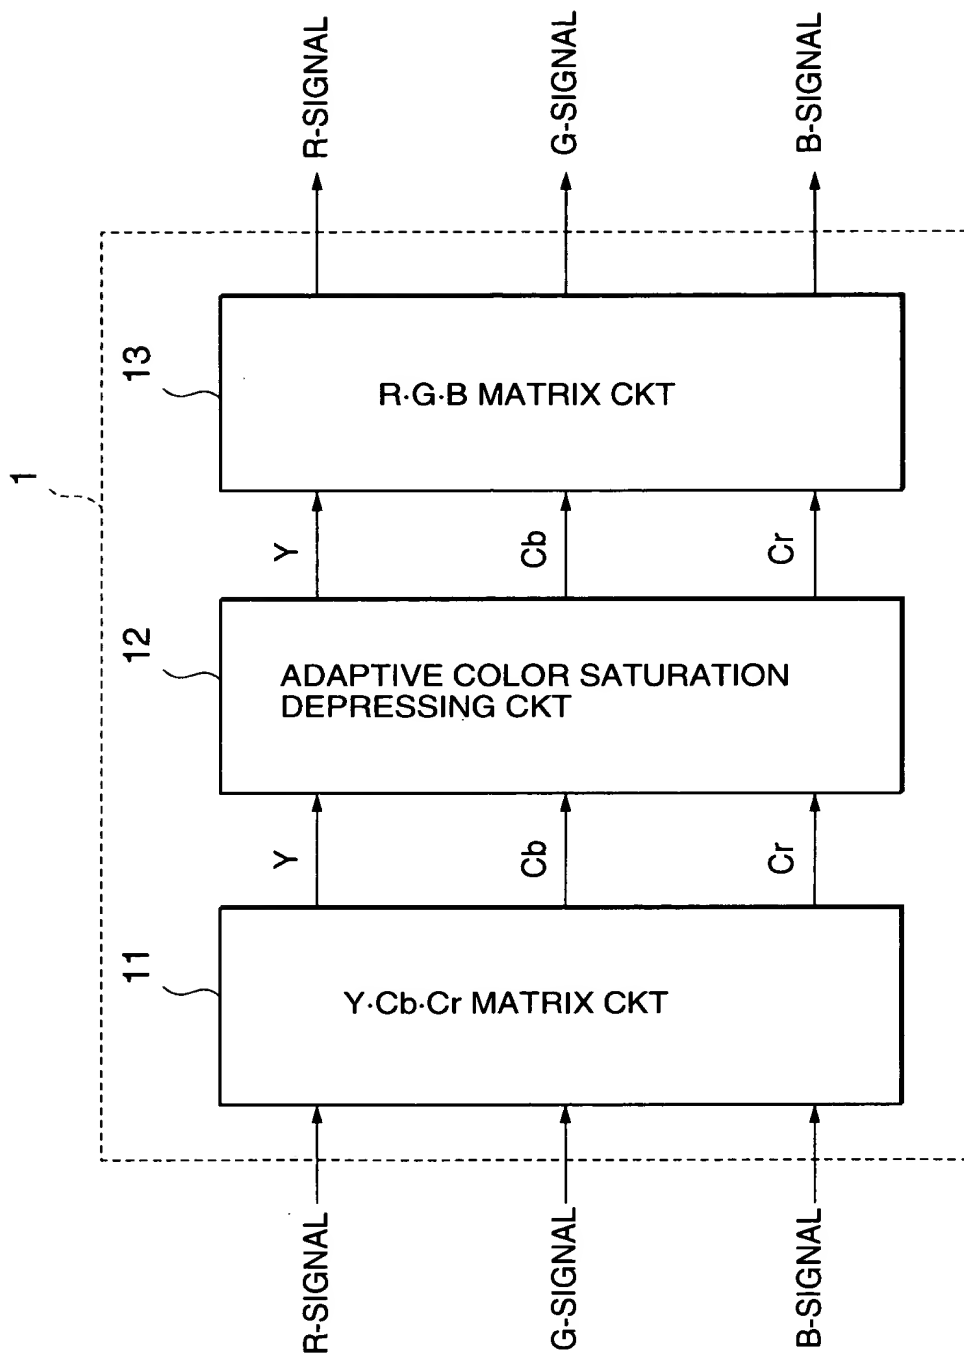 1
11
12
13
R-SIGNAL
G-SIGNAL
B-SIGNAL
Y·Cb·Cr MATRIX CKT
Y
Cb
Cr
ADAPTIVE COLOR SATURATION
DEPRESSING CKT
Y
Cb
Cr
R·G·B MATRIX CKT
R-SIGNAL
G-SIGNAL
B-SIGNAL